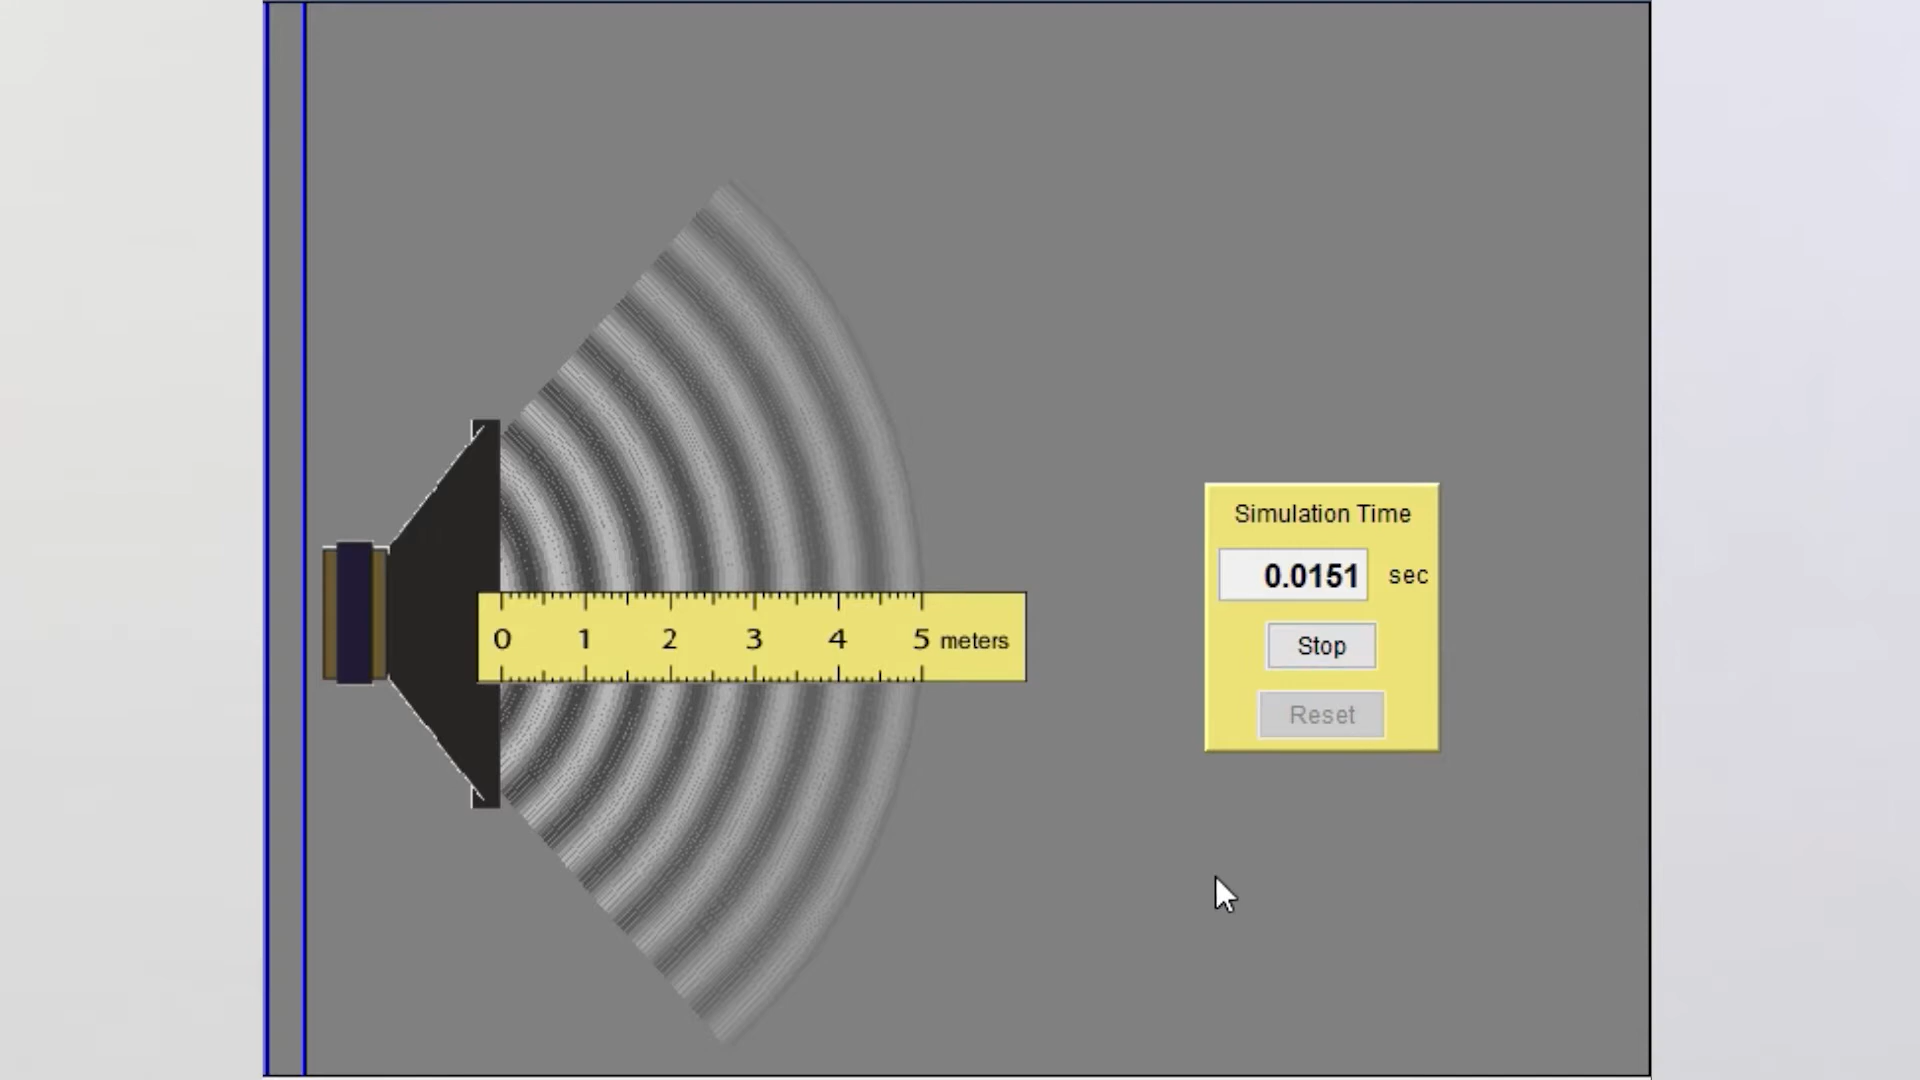 0 1 2 3 4 5 meters
Simulation Time
0.0151 sec
Stop
Reset